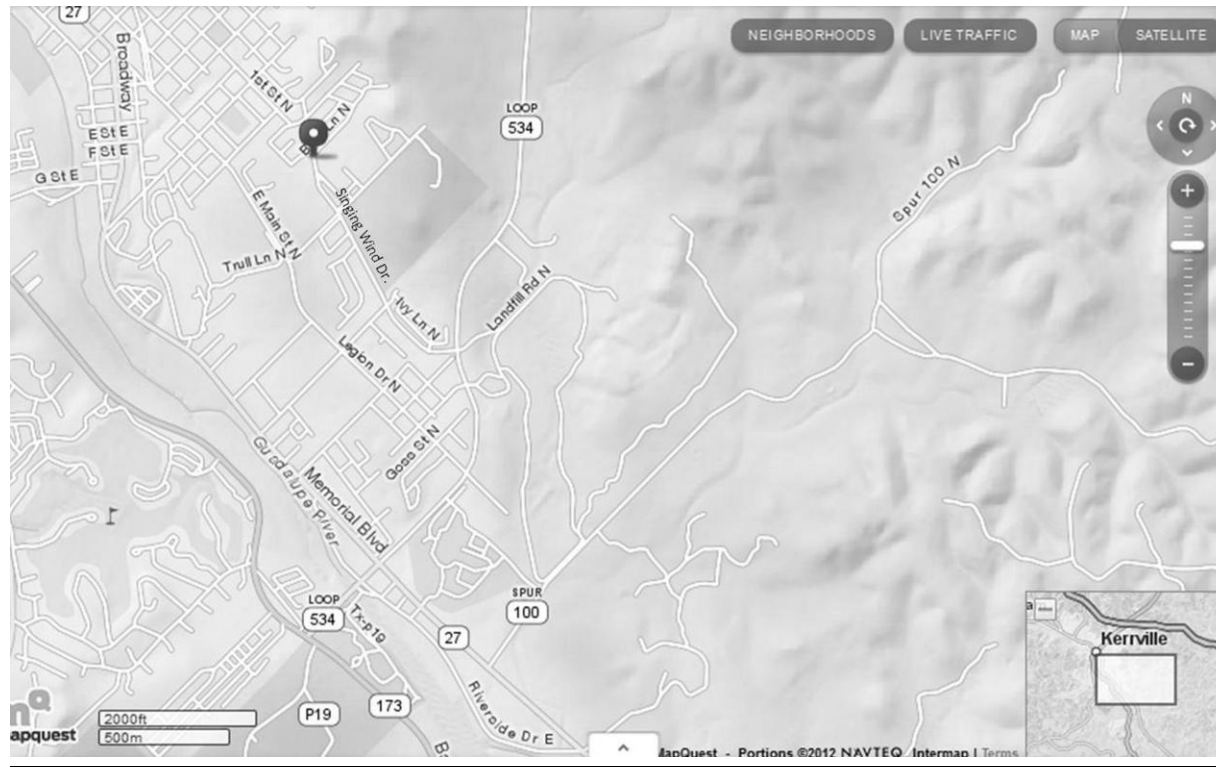 27
NEIGHBORHOODS
LIVE TRAFFIC
MAP
SATELLITE
Broadway
1st St N
Ln N
LOOP
534
N
E St E
F St E
G St E
E Main St N
Singing Wind Dr.
Trull Ln N
Spur 100 N
Ivy Ln N
Landfill Rd N
Legion Dr N
Goss St N
Guadalupe River
Memorial Blvd
SPUR
100
LOOP
534
Tx-p19
27
Kerrville
P19
173
Riverside Dr E
2000ft
500m
apquest
MapQuest - Portions ©2012 NAVTEQ, Intermap | Terms